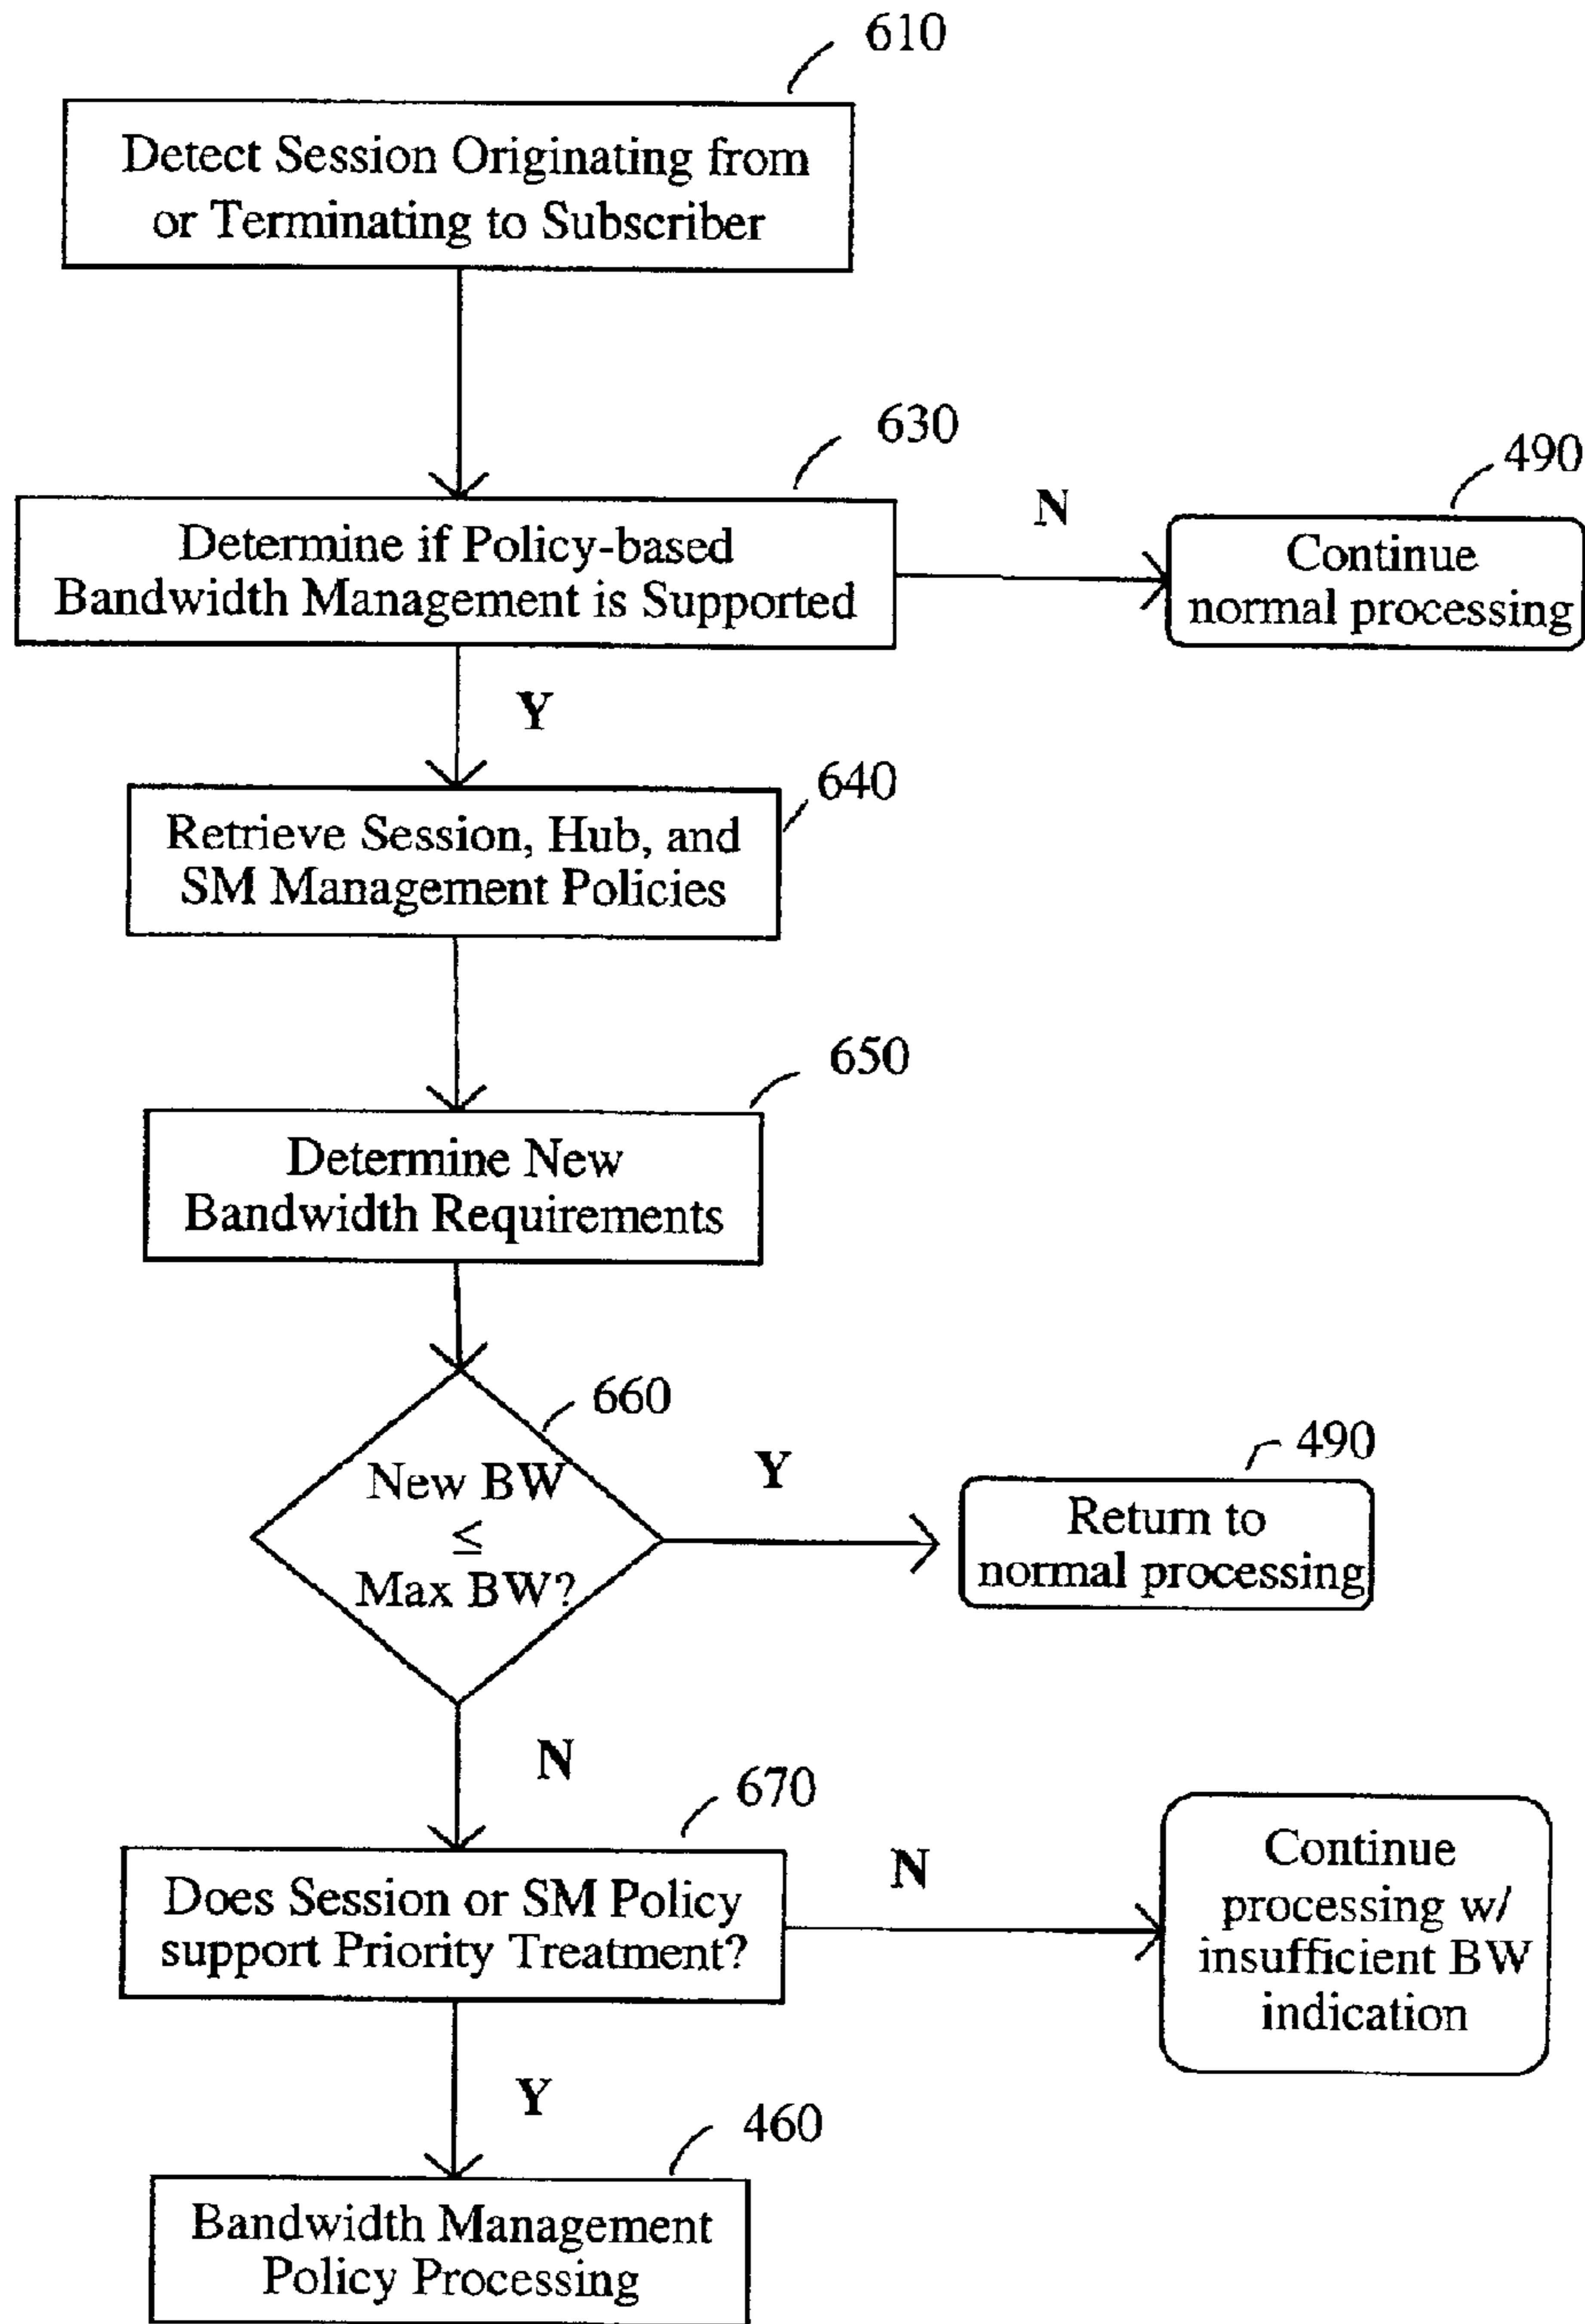 610
Detect Session Originating from
or Terminating to Subscriber
630
490
N
Determine if Policy-based
Bandwidth Management is Supported
Continue
normal processing
Y
640
Retrieve Session, Hub, and
SM Management Policies
650
Determine New
Bandwidth Requirements
660
490
New BW
≤
Max BW?
Y
Return to
normal processing
N
670
Does Session or SM Policy
support Priority Treatment?
N
Continue
processing w/
insufficient BW
indication
Y
460
Bandwidth Management
Policy Processing